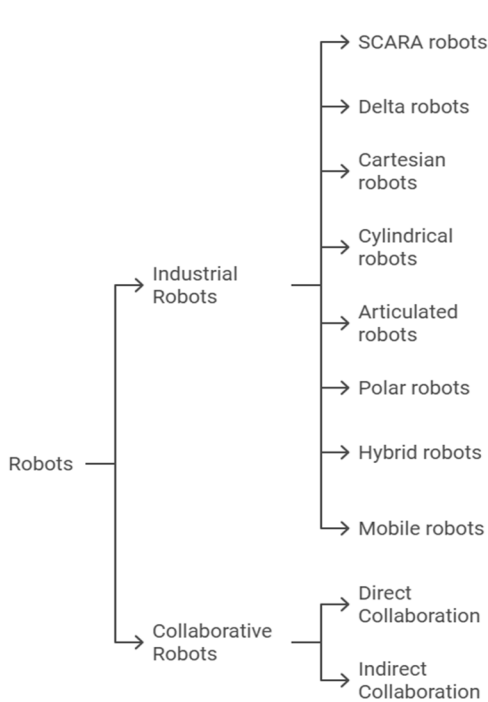 SCARA robots
Delta robots
Cartesian
robots
Cylindrical
robots
Industrial
Robots
Articulated
robots
Polar robots
Robots
Hybrid robots
Mobile robots
Direct
Collaboration
Collaborative
Robots
Indirect
Collaboration